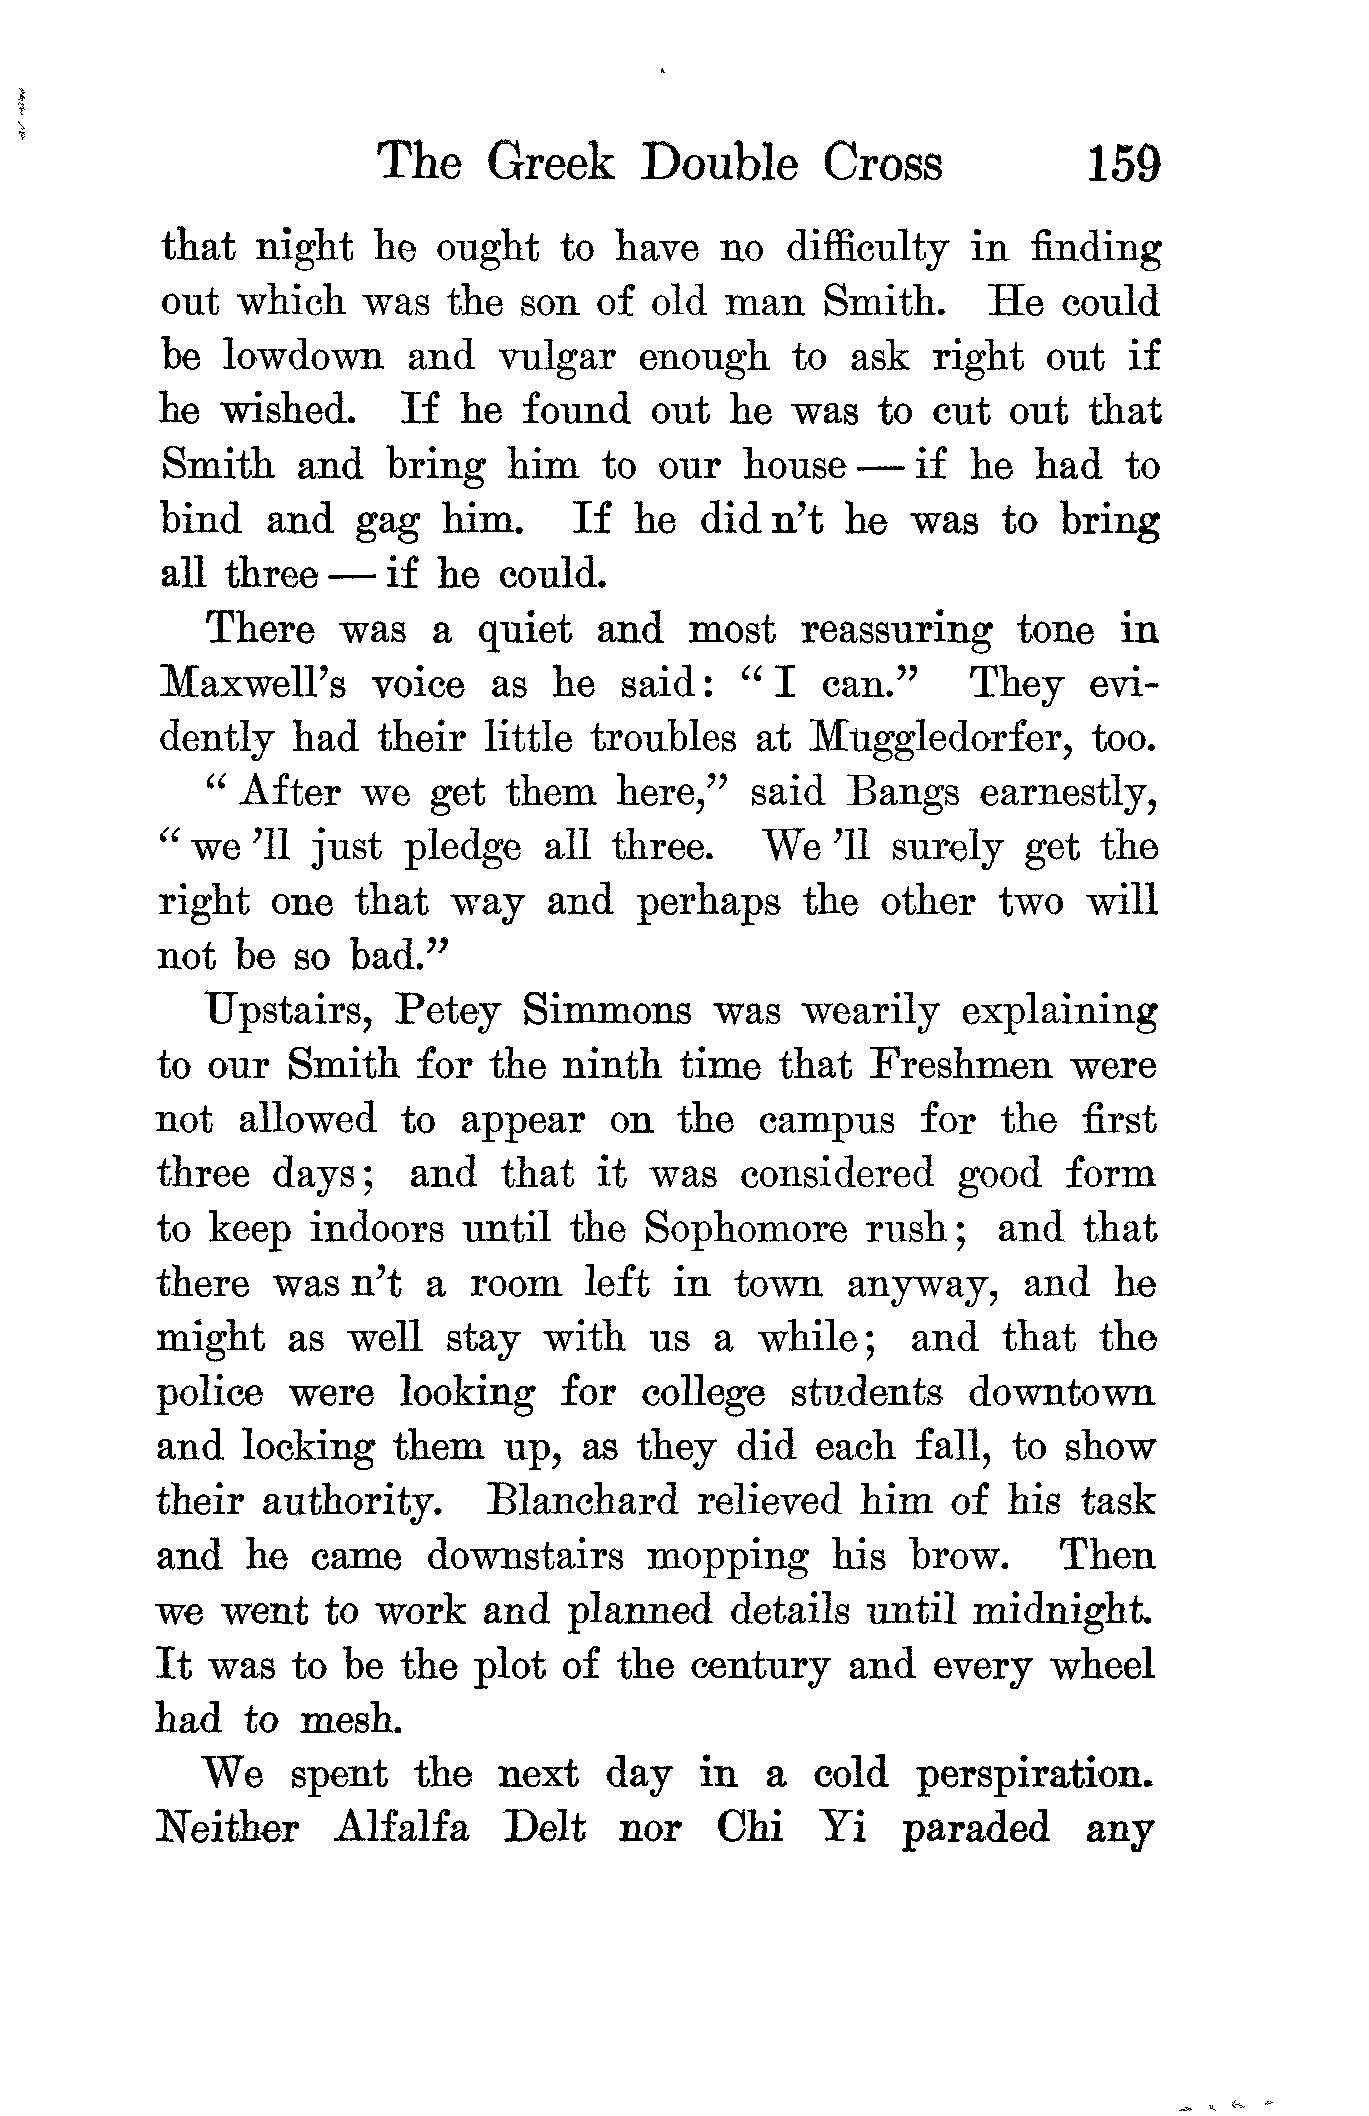 The Greek Double Cross 159
that night he ought to have no difficulty in finding
out which was the son of old man Smith. He could
be lowdown and vulgar enough to ask right out if
he wished. If he found out he was to cut out that
Smith and bring him to our house — if he had to
bind and gag him. If he did n't he was to bring
all three — if he could.
There was a quiet and most reassuring tone in
Maxwell's voice as he said: " I can." They evi-
dently had their little troubles at Muggledorfer, too.
" After we get them here," said Bangs earnestly,
" we 'll just pledge all three. We 'll surely get the
right one that way and perhaps the other two will
not be so bad."
Upstairs, Petey Simmons was wearily explaining
to our Smith for the ninth time that Freshmen were
not allowed to appear on the campus for the first
three days; and that it was considered good form
to keep indoors until the Sophomore rush; and that
there was n't a room left in town anyway, and he
might as well stay with us a while; and that the
police were looking for college students downtown
and locking them up, as they did each fall, to show
their authority. Blanchard relieved him of his task
and he came downstairs mopping his brow. Then
we went to work and planned details until midnight.
It was to be the plot of the century and every wheel
had to mesh.
We spent the next day in a cold perspiration.
Neither Alfalfa Delt nor Chi Yi paraded any